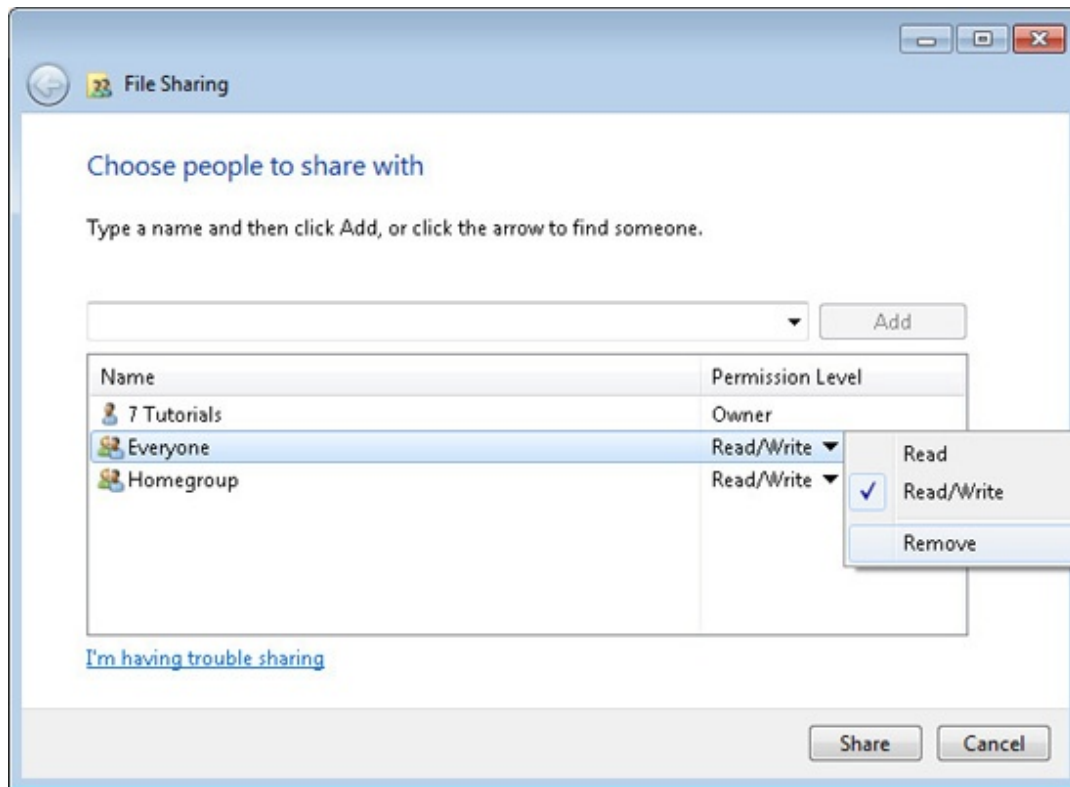 File Sharing
Choose people to share with
Type a name and then click Add, or click the arrow to find someone.
Add
Name Permission Level
7 Tutorials Owner
Everyone Read/Write
Homegroup Read/Write
Read
Read/Write
Remove
I'm having trouble sharing
Share Cancel